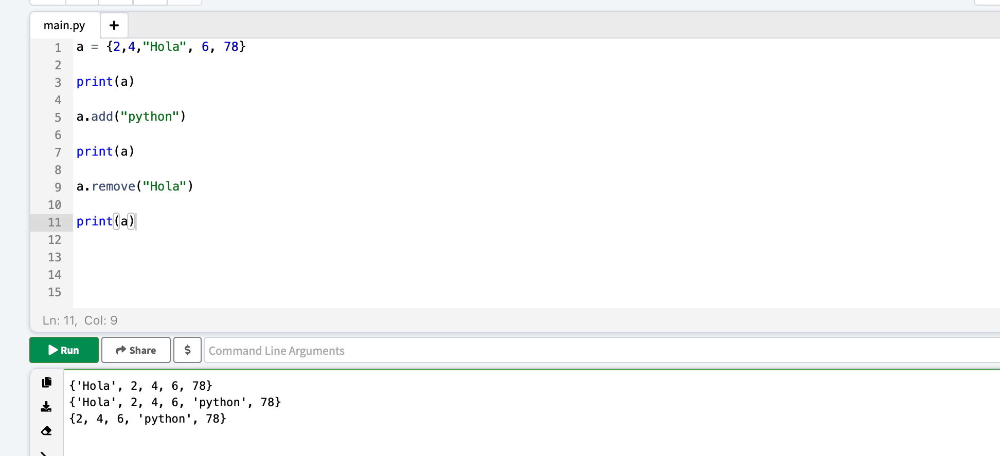 main.py +
1 a = {2,4,"Hola", 6, 78}
2
3 print(a)
4
5 a.add("python")
6
7 print(a)
8
9 a.remove("Hola")
10
11 print(a)
12
13
14
15
Ln: 11, Col: 9
Run Share $ Command Line Arguments
{'Hola', 2, 4, 6, 78}
{'Hola', 2, 4, 6, 'python', 78}
{2, 4, 6, 'python', 78}